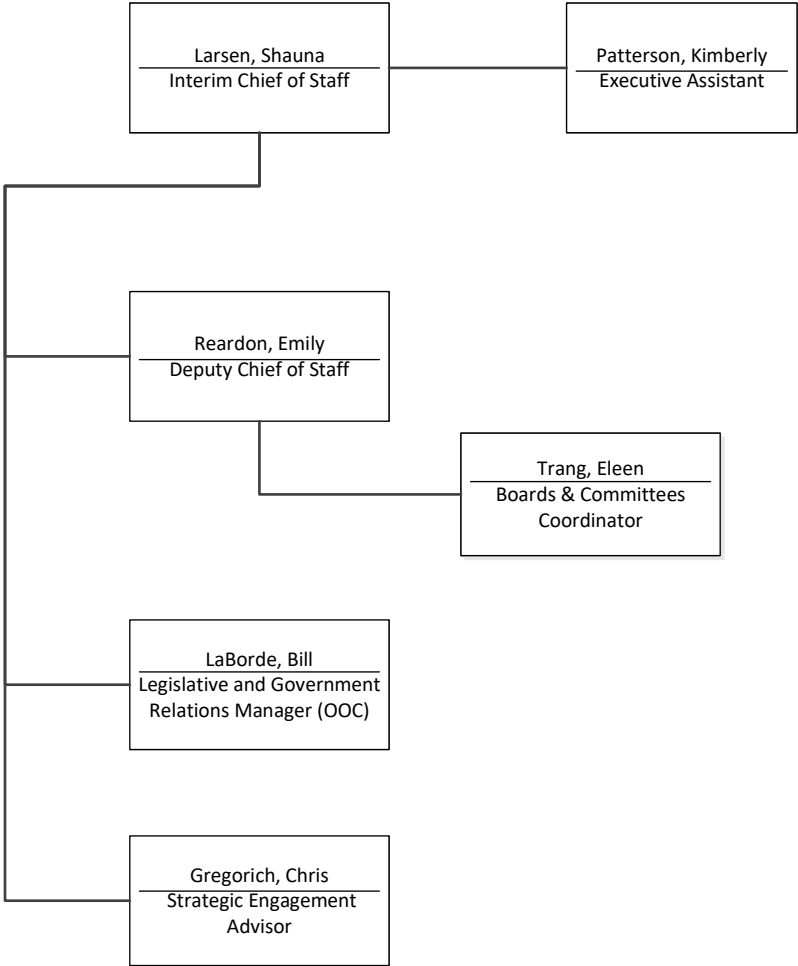 Larsen, Shauna
Interim Chief of Staff
Patterson, Kimberly
Executive Assistant
Reardon, Emily
Deputy Chief of Staff
Trang, Eleen
Boards & Committees
Coordinator
LaBorde, Bill
Legislative and Government
Relations Manager (OOC)
Gregorich, Chris
Strategic Engagement
Advisor